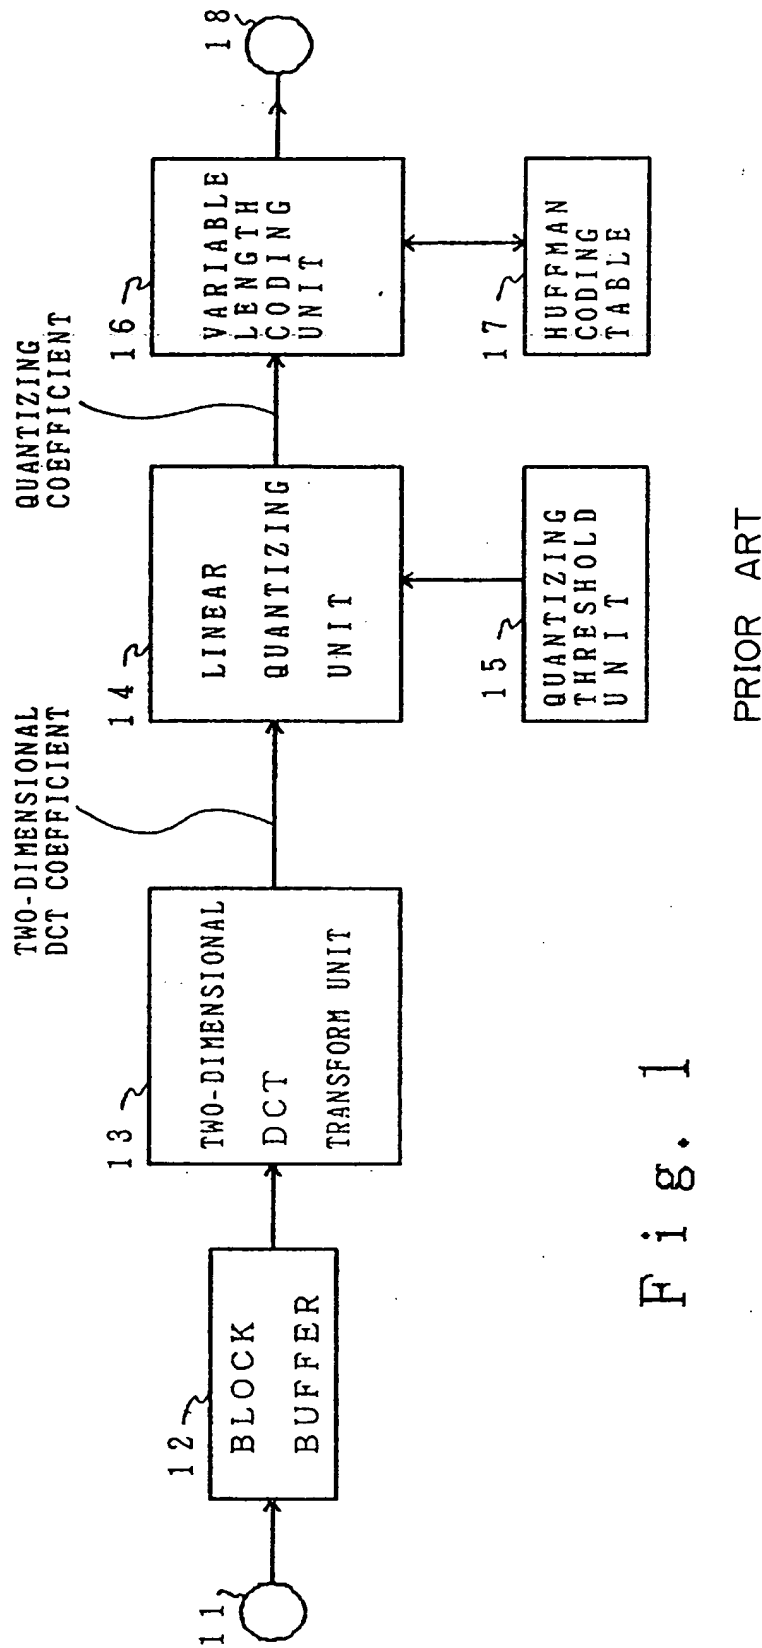 11
12
BLOCK
BUFFER
13
TWO-DIMENSIONAL
DCT
TRANSFORM UNIT
TWO-DIMENSIONAL
DCT COEFFICIENT
14
LINEAR
QUANTIZING
UNIT
15
QUANTIZING
THRESHOLD
UNIT
QUANTIZING
COEFFICIENT
16
VARIABLE
LENGTH
CODING
UNIT
17
HUFFMAN
CODING
TABLE
18
Fig. 1
PRIOR ART